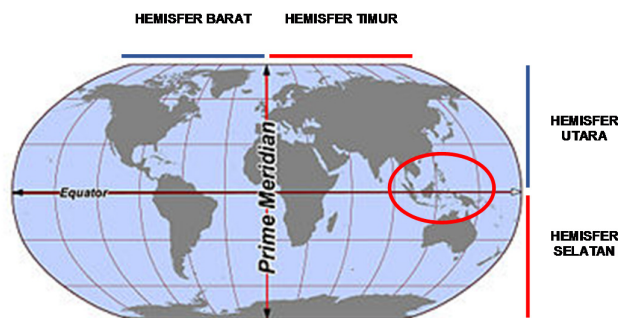 HEMISFER BARAT
HEMISFER TIMUR
HEMISFER
UTARA
Prime Meridian
Equator
HEMISFER
SELATAN